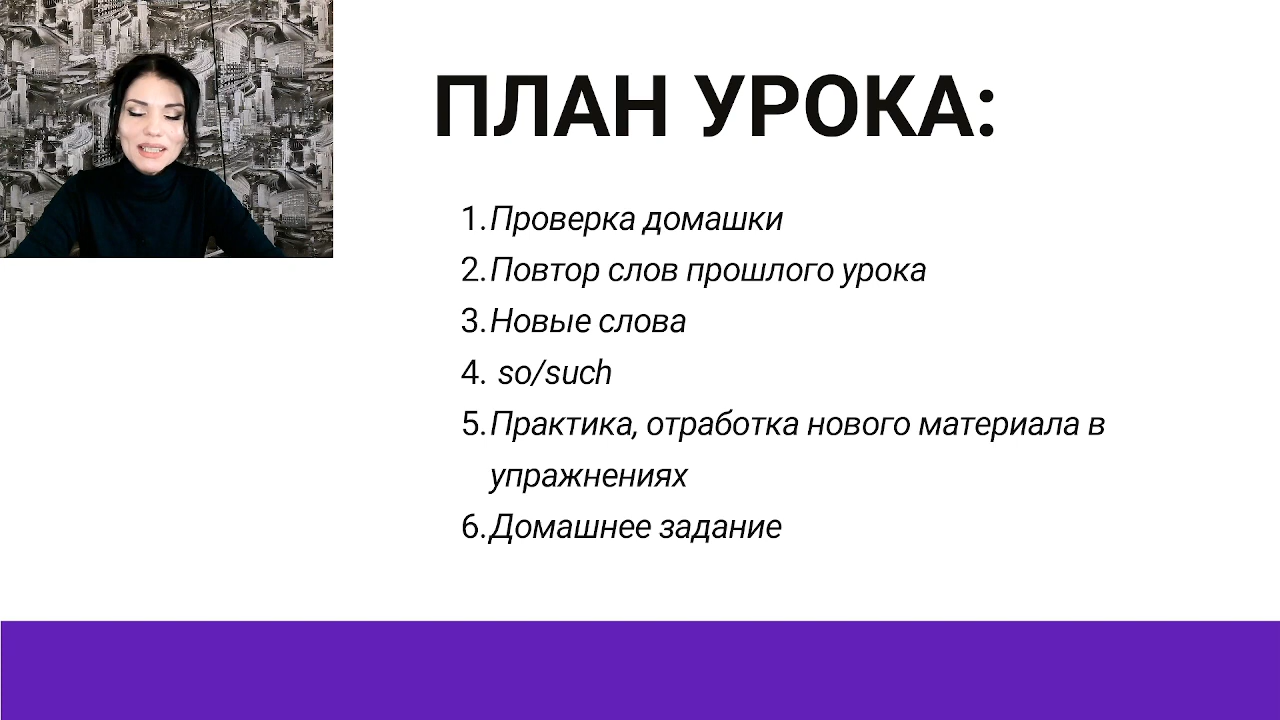 ПЛАН УРОКА:
1. Проверка домашки
2. Повтор слов прошлого урока
3. Новые слова
4. so/such
5. Практика, отработка нового материала в
упражнениях
6. Домашнее задание